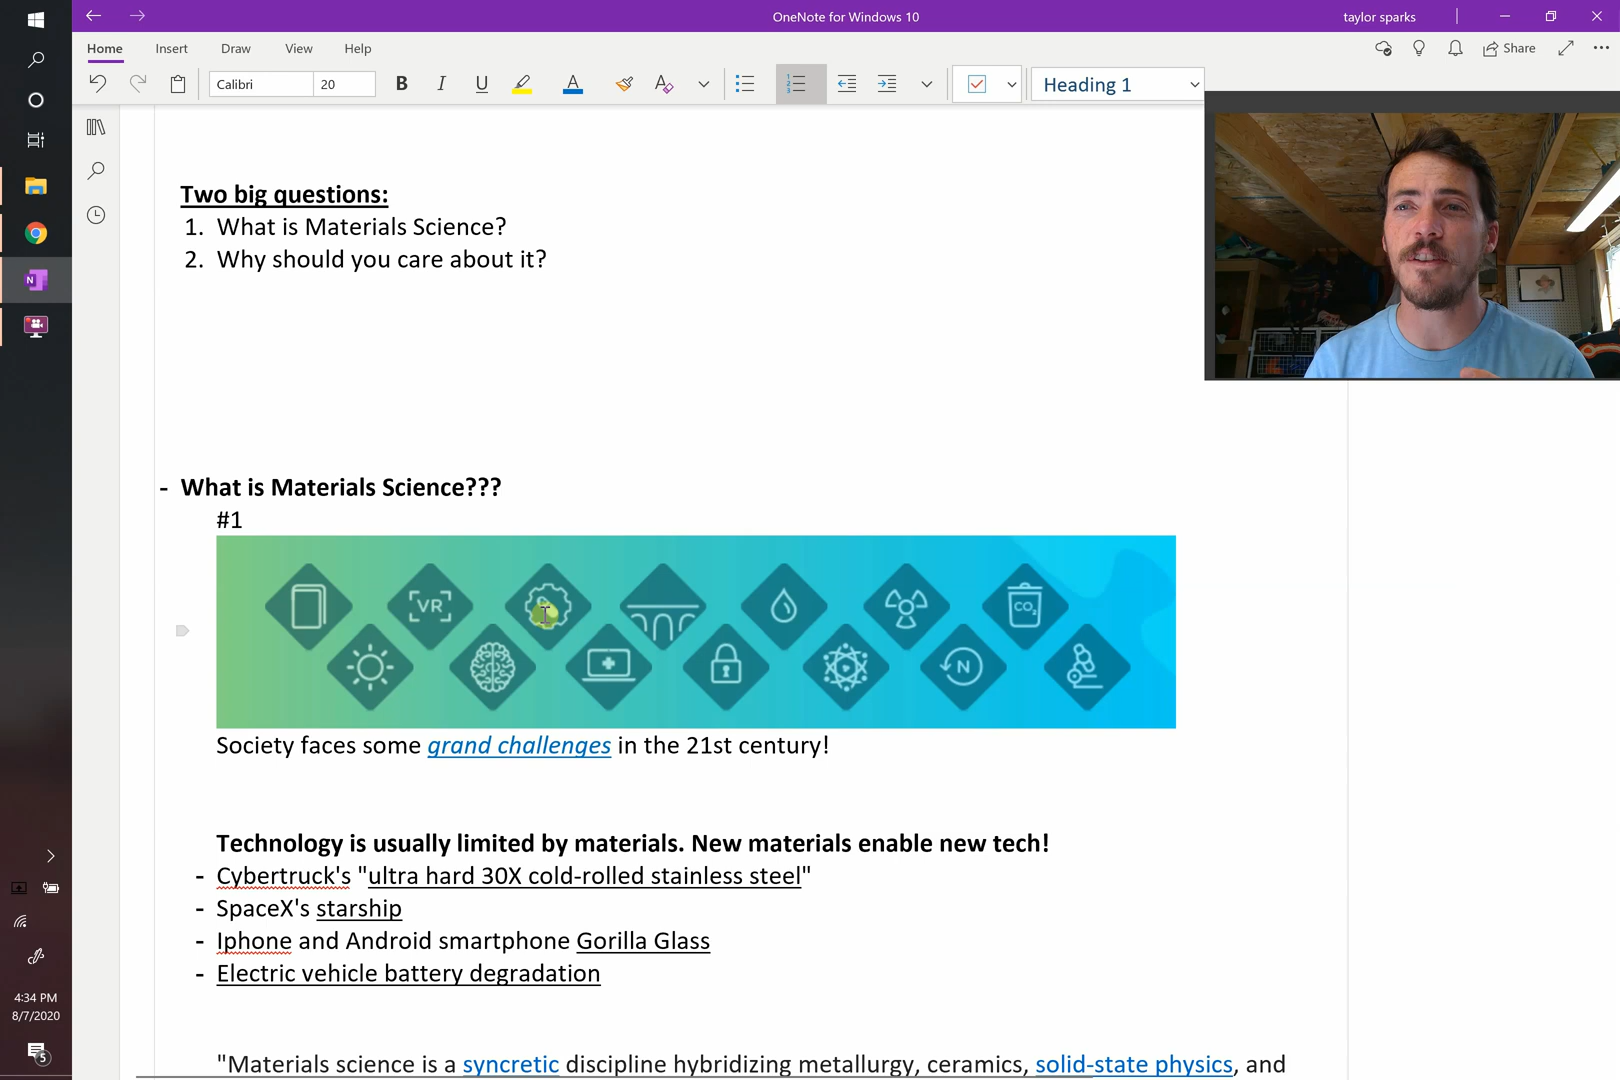 OneNote for Windows 10
taylor sparks
Home Insert Draw View Help
Share
Calibri 20 B I U A A Heading 1
Two big questions:
1. What is Materials Science?
2. Why should you care about it?
- What is Materials Science???
#1
VR
CO₂
N
Society faces some grand challenges in the 21st century!
Technology is usually limited by materials. New materials enable new tech!
- Cybertruck's "ultra hard 30X cold-rolled stainless steel"
- SpaceX's starship
- Iphone and Android smartphone Gorilla Glass
- Electric vehicle battery degradation
"Materials science is a syncretic discipline hybridizing metallurgy, ceramics, solid-state physics, and
4:34 PM
8/7/2020
5